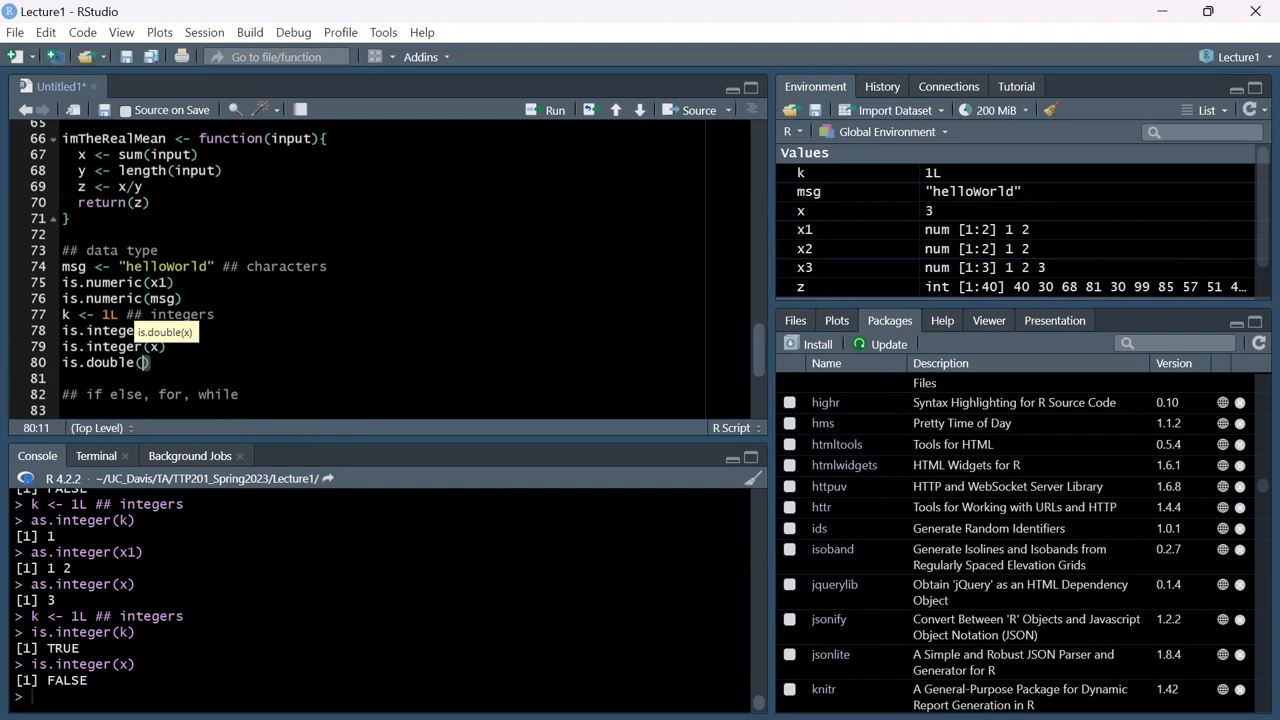 Lecture1 - RStudio
File Edit Code View Plots Session Build Debug Profile Tools Help
Go to file/function Addins Lecture1
Untitled1*
Source on Save Run Source
65
66 imTheRealMean <- function(input){
67 x <- sum(input)
68 y <- length(input)
69 z <- x/y
70 return(z)
71 }
72
73 ## data type
74 msg <- "helloWorld" ## characters
75 is.numeric(x1)
76 is.numeric(msg)
77 k <- 1L ## integers
78 is.intege
is.double(x)
79 is.integer(x)
80 is.double()
81
82 ## if else, for, while
83
80:11 (Top Level) R Script
Console Terminal Background Jobs
R 4.2.2 · ~/UC_Davis/TA/TTP201_Spring2023/Lecture1/
[1] FALSE
> k <- 1L ## integers
> as.integer(k)
[1] 1
> as.integer(x1)
[1] 1 2
> as.integer(x)
[1] 3
> k <- 1L ## integers
> is.integer(k)
[1] TRUE
> is.integer(x)
[1] FALSE
>
Environment History Connections Tutorial
Import Dataset 200 MiB List
R Global Environment
Values
k 1L
msg "helloWorld"
x 3
x1 num [1:2] 1 2
x2 num [1:2] 1 2
x3 num [1:3] 1 2 3
z int [1:40] 40 30 68 81 30 99 85 57 51 4...
Files Plots Packages Help Viewer Presentation
Install Update
Name Description Version
Files
highr Syntax Highlighting for R Source Code 0.10
hms Pretty Time of Day 1.1.2
htmltools Tools for HTML 0.5.4
htmlwidgets HTML Widgets for R 1.6.1
httpuv HTTP and WebSocket Server Library 1.6.8
httr Tools for Working with URLs and HTTP 1.4.4
ids Generate Random Identifiers 1.0.1
isoband Generate Isolines and Isobands from 0.2.7
Regularly Spaced Elevation Grids
jquerylib Obtain 'jQuery' as an HTML Dependency 0.1.4
Object
jsonify Convert Between 'R' Objects and Javascript 1.2.2
Object Notation (JSON)
jsonlite A Simple and Robust JSON Parser and 1.8.4
Generator for R
knitr A General-Purpose Package for Dynamic 1.42
Report Generation in R